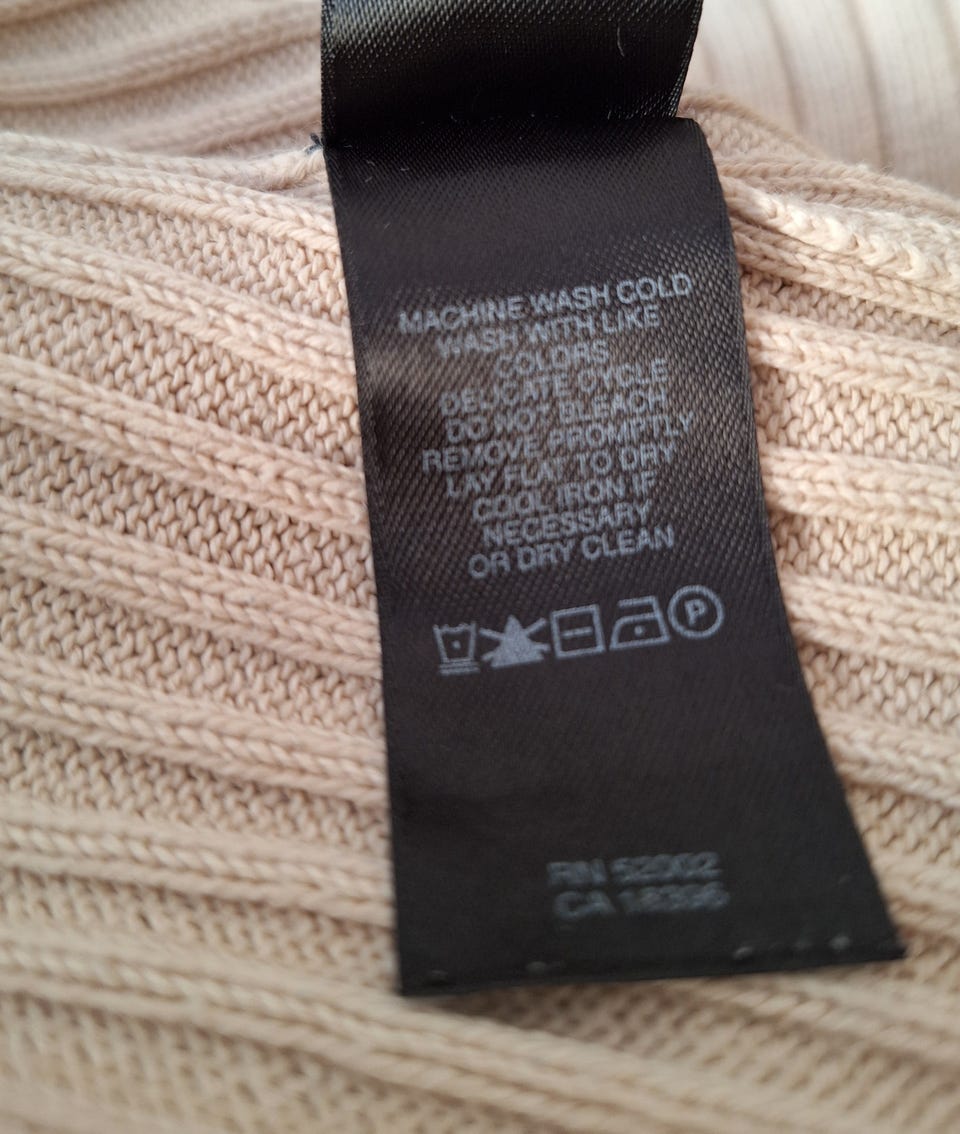 MACHINE WASH COLD
WASH WITH LIKE
COLORS
DELICATE CYCLE
DO NOT BLEACH
REMOVE PROMPTLY
LAY FLAT TO DRY
COOL IRON IF
NECESSARY
OR DRY CLEAN
P
RN 52002
CA